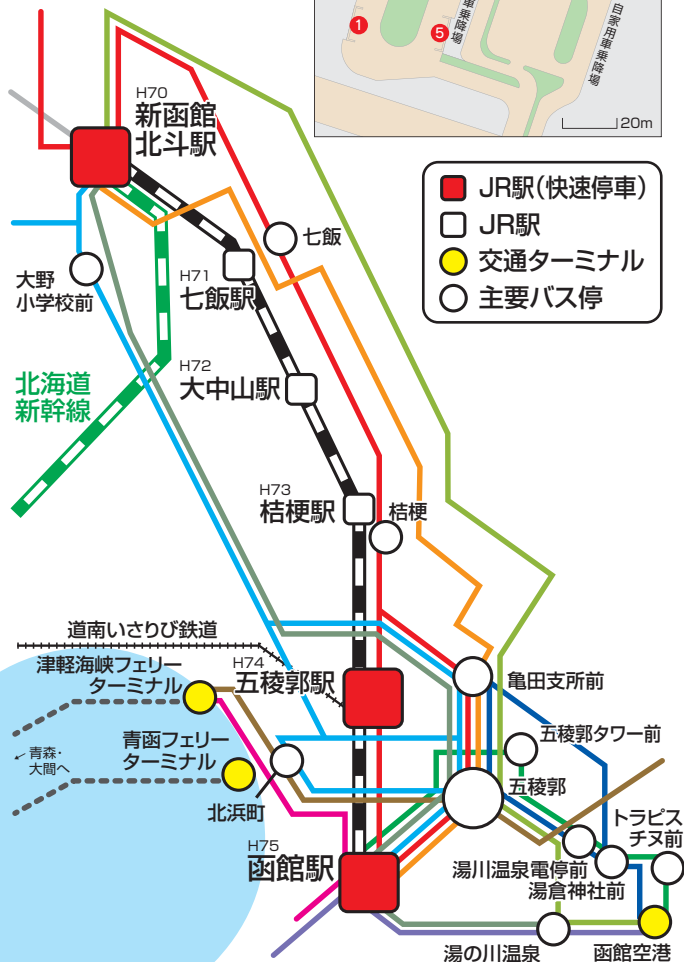 1
5
車乗降場
自家用車乗降場
20m
JR駅(快速停車)
JR駅
交通ターミナル
主要バス停
H70
新函館
北斗駅
七飯
大野
小学校前
H71
七飯駅
H72
大中山駅
北海道
新幹線
H73
桔梗駅
桔梗
道南いさりび鉄道
津軽海峡フェリー
ターミナル
H74
五稜郭駅
亀田支所前
青函フェリー
ターミナル
←青森・
大間へ
五稜郭タワー前
五稜郭
北浜町
トラピス
チヌ前
H75
函館駅
湯川温泉電停前
湯倉神社前
湯の川温泉
函館空港